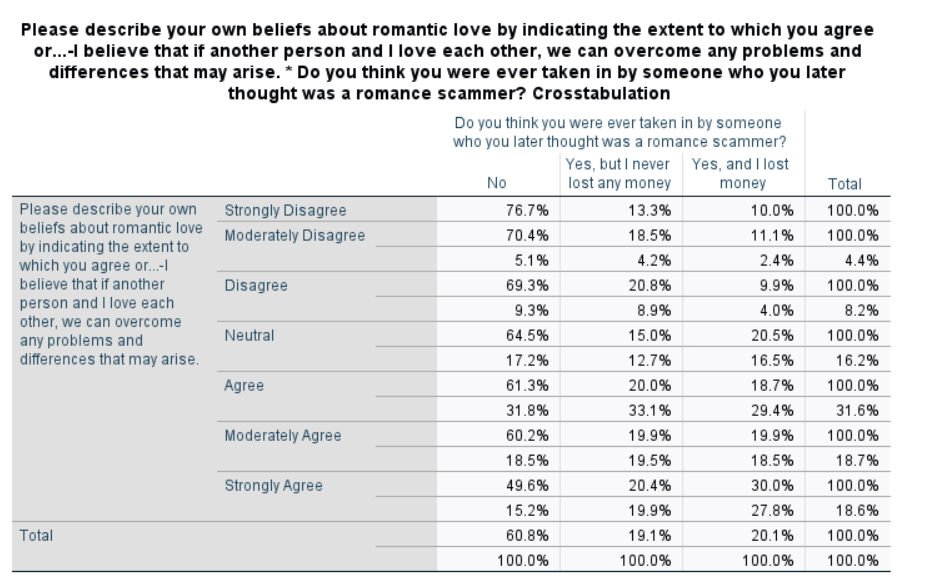 Please describe your own beliefs about romantic love by indicating the extent to which you agree
or...-I believe that if another person and I love each other, we can overcome any problems and
differences that may arise. * Do you think you were ever taken in by someone who you later
thought was a romance scammer? Crosstabulation
Do you think you were ever taken in by someone
who you later thought was a romance scammer?
No
Yes, but I never
lost any money
Yes, and I lost
money
Total
Please describe your own
beliefs about romantic love
by indicating the extent to
which you agree or...-I
believe that if another
person and I love each
other, we can overcome
any problems and
differences that may arise.
Strongly Disagree 76.7% 13.3% 10.0% 100.0%
Moderately Disagree 70.4% 18.5% 11.1% 100.0%
5.1% 4.2% 2.4% 4.4%
Disagree 69.3% 20.8% 9.9% 100.0%
9.3% 8.9% 4.0% 8.2%
Neutral 64.5% 15.0% 20.5% 100.0%
17.2% 12.7% 16.5% 16.2%
Agree 61.3% 20.0% 18.7% 100.0%
31.8% 33.1% 29.4% 31.6%
Moderately Agree 60.2% 19.9% 19.9% 100.0%
18.5% 19.5% 18.5% 18.7%
Strongly Agree 49.6% 20.4% 30.0% 100.0%
15.2% 19.9% 27.8% 18.6%
Total 60.8% 19.1% 20.1% 100.0%
100.0% 100.0% 100.0% 100.0%